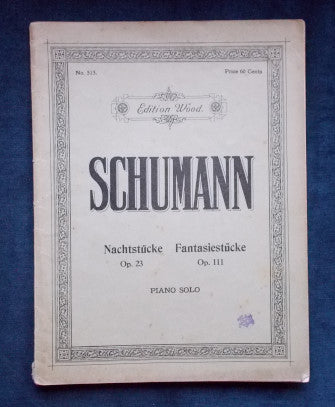 No. 515. Price 60 Cents
Edition Wood.
SCHUMANN
Nachtstücke Fantasiestücke
Op. 23 Op. 111
PIANO SOLO